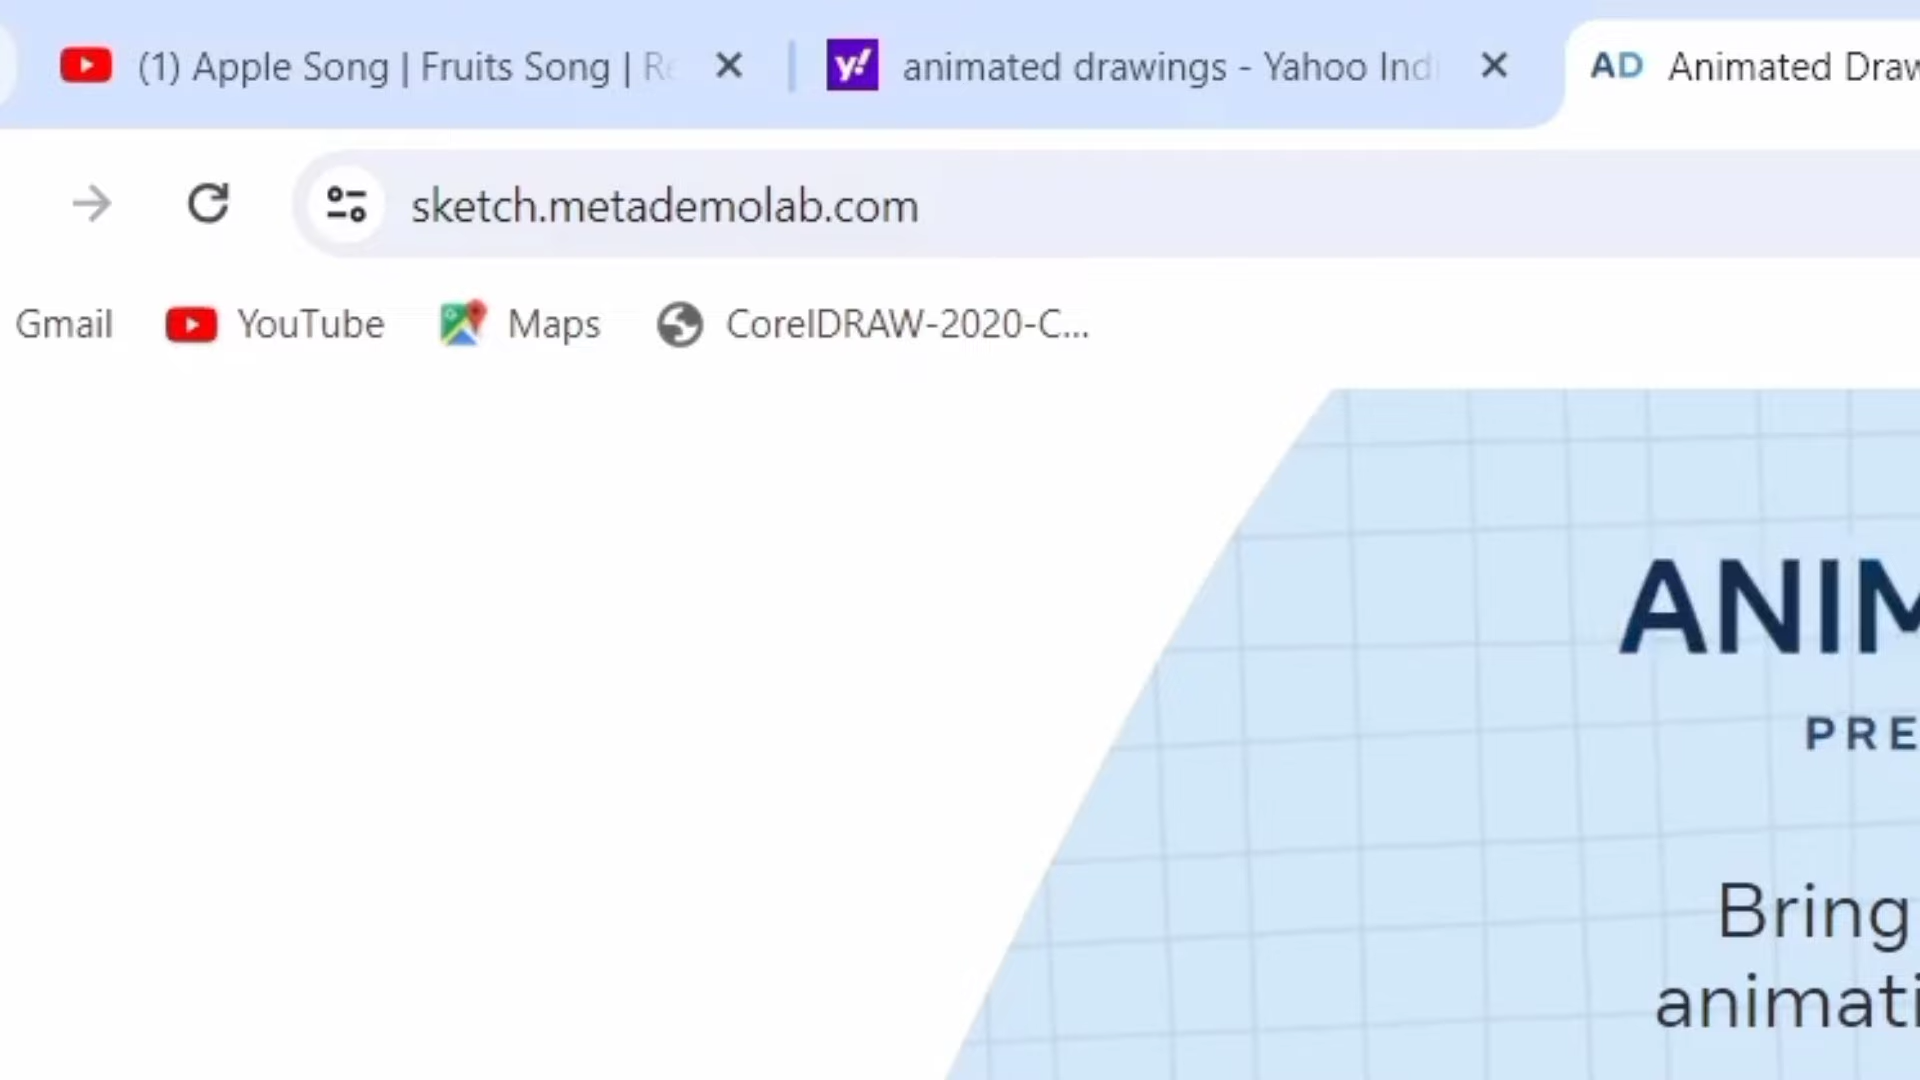 (1) Apple Song | Fruits Song |
animated drawings - Yahoo Ind
AD Animated Draw
sketch.metademolab.com
Gmail
YouTube
Maps
CorelDRAW-2020-C...
ANIM
PRE
Bring
animati